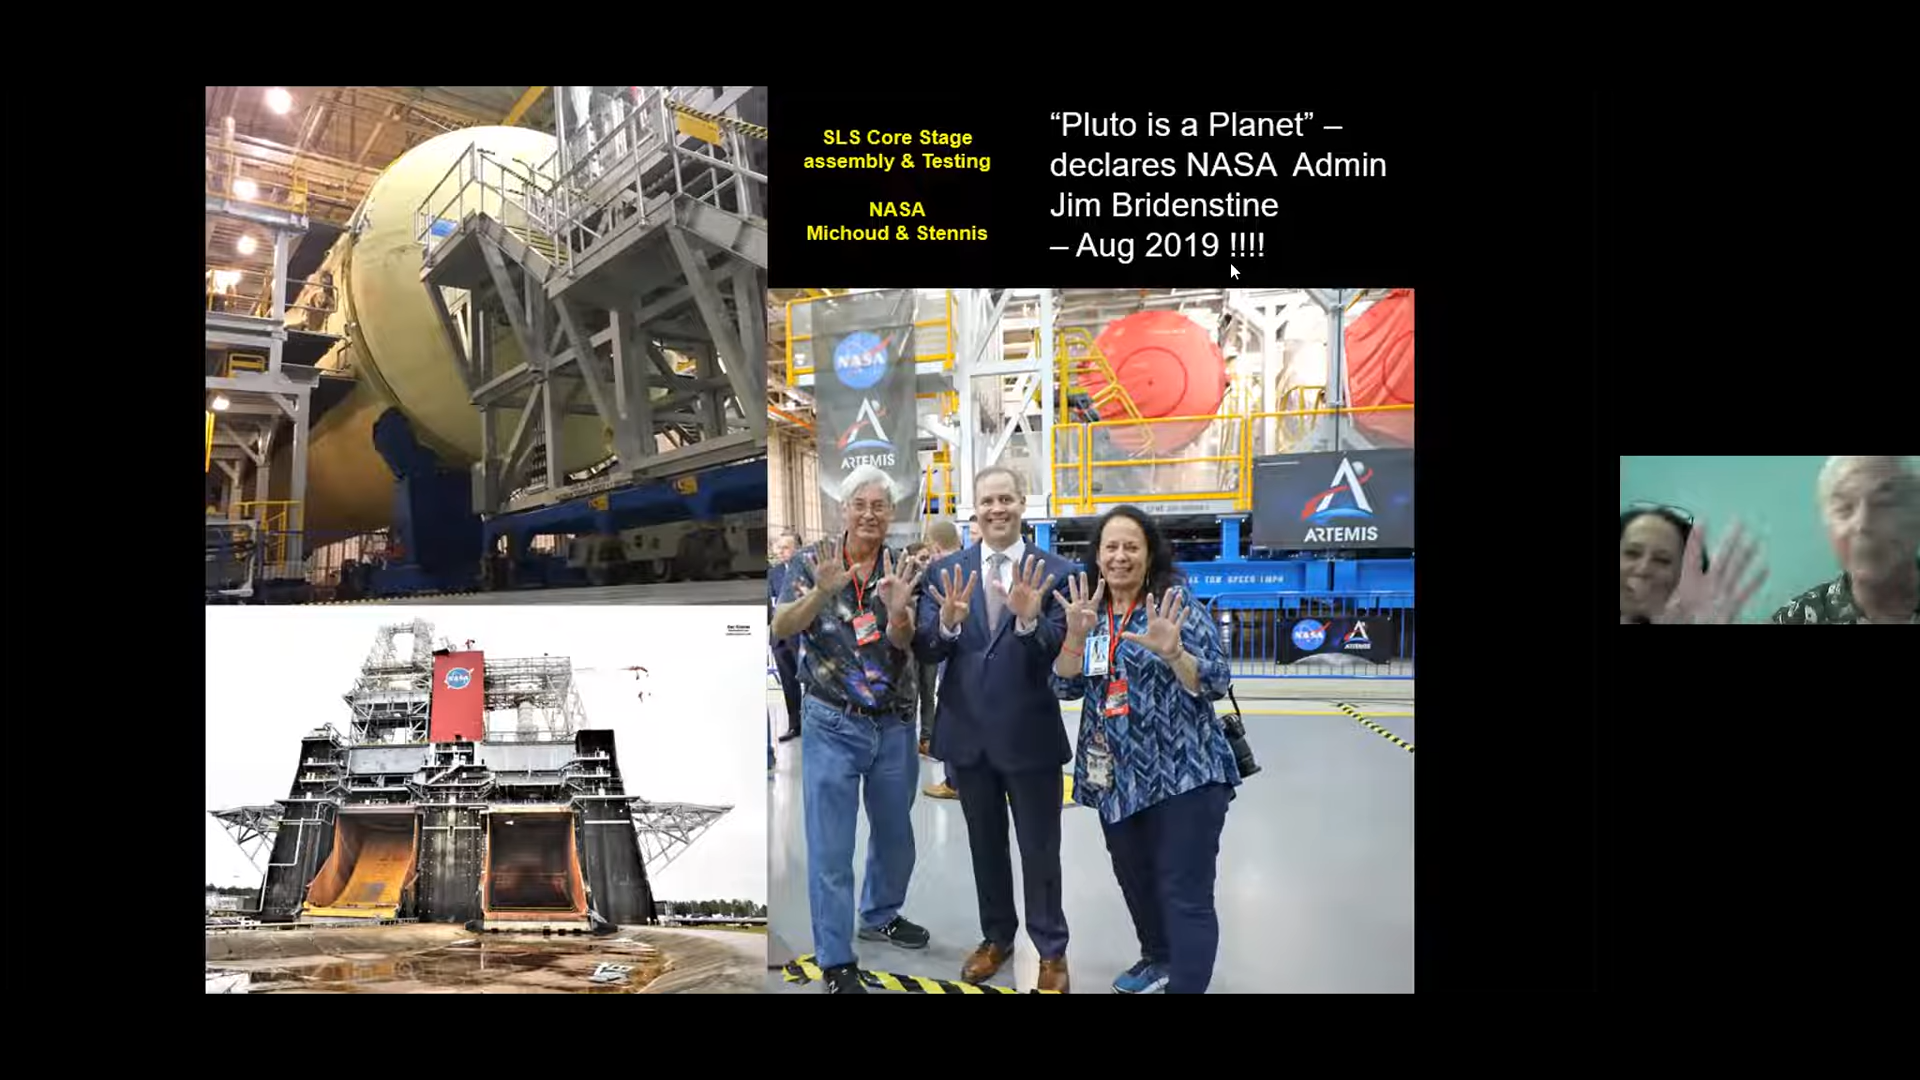 SLS Core Stage
assembly & Testing
NASA
Michoud & Stennis
“Pluto is a Planet” –
declares NASA  Admin
Jim Bridenstine
– Aug 2019 !!!!
NASA
ARTEMIS
ARTEMIS
NASA
NASA
ARTEMIS